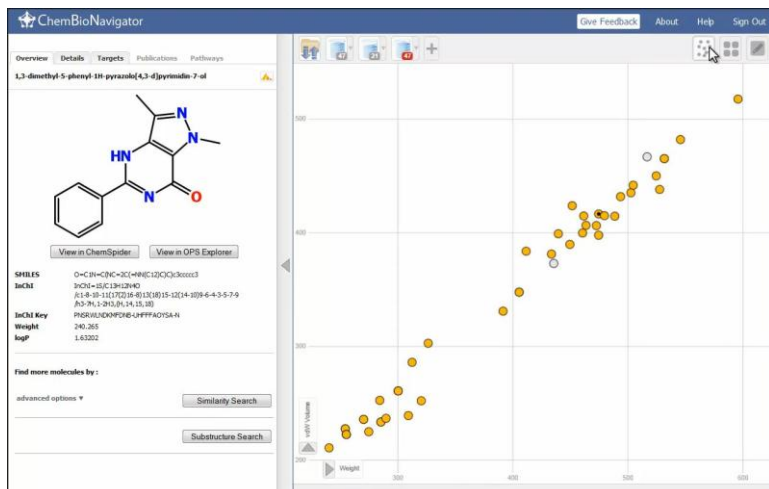 ChemBioNavigator
Give Feedback About Help Sign Out
Overview Details Targets Publications Pathways
47 21 47
1,3-dimethyl-5-phenyl-1H-pyrazolo[4,3-d]pyrimidin-7-ol
N
N
HN
N
O
View in ChemSpider View in OPS Explorer
SMILES O=C1N=C(NC=2C(=NN(C12)C)C)c3ccccc3
InChI InChI=1S/C13H12N4O
/c1-8-10-11(17(2)16-8)13(18)15-12(14-10)9-6-4-3-5-7-9
/h3-7H,1-2H3,(H,14,15,18)
InChI Key PNSRWLNDKMFDNB-UHFFFAOYSA-N
Weight 240.265
logP 1.63202
Find more molecules by :
advanced options ▼ Similarity Search
Substructure Search
500
400
300
200
vdW Volume
Weight
300 400 500 600